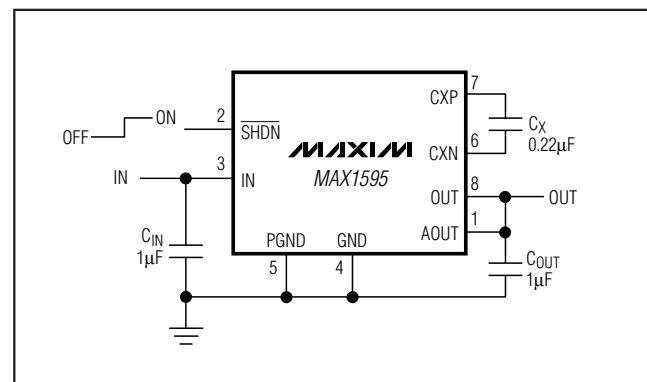 7
CXP
ON
2
OFF
SHDN
CX
0.22μF
MAXIM
6
CXN
3
IN
IN
MAX1595
8
OUT
OUT
1
AOUT
CIN
1μF
PGND
GND
COUT
1μF
5
4